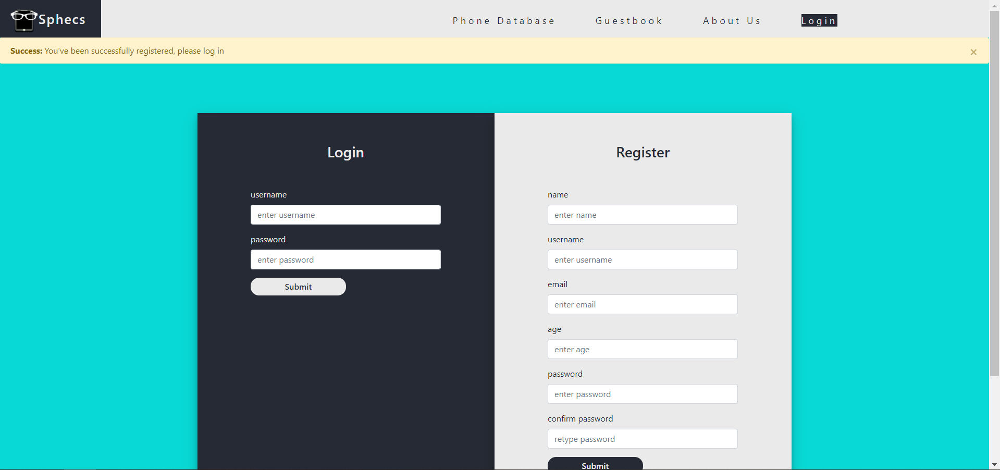 Sphecs
Phone Database
Guestbook
About Us
Login
Success: You've been successfully registered, please log in
×
Login
username
enter username
password
enter password
Submit
Register
name
enter name
username
enter username
email
enter email
age
enter age
password
enter password
confirm password
retype password
Submit